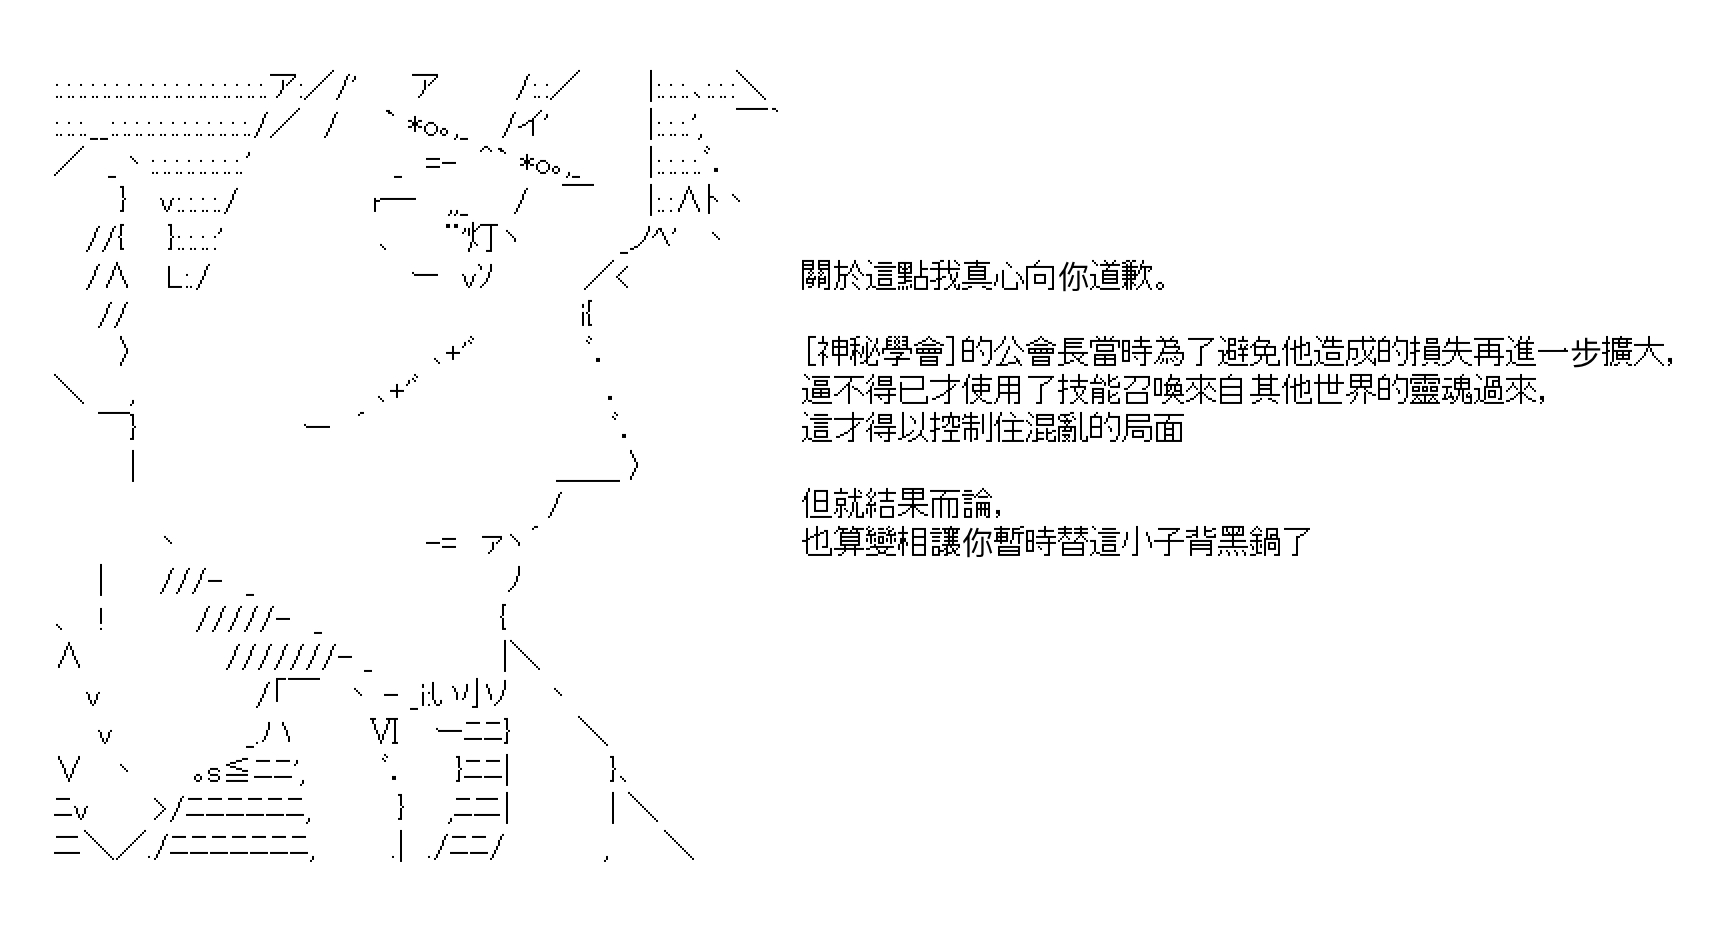 關於這點我真心向你道歉。
[神秘學會]的公會長當時為了避免他造成的損失再進一步擴大,
逼不得已才使用了技能召喚來自其他世界的靈魂過來,
這才得以控制住混亂的局面
但就結果而論,
也算變相讓你暫時替這小子背黑鍋了